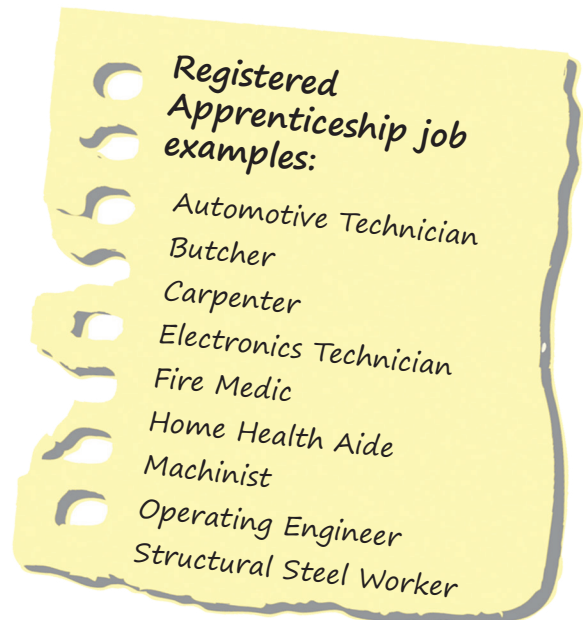 Registered
Apprenticeship job
examples:
Automotive Technician
Butcher
Carpenter
Electronics Technician
Fire Medic
Home Health Aide
Machinist
Operating Engineer
Structural Steel Worker